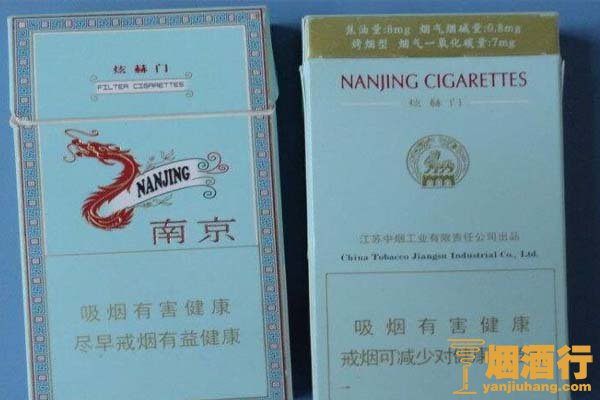 炫赫门
FILTER CIGARETTES
NANJING
南京
吸烟有害健康
尽早戒烟有益健康
焦油量:8mg 烟气烟碱量:0.8mg
烤烟型 烟气一氧化碳量:7mg
NANJING CIGARETTES
炫赫门
江苏中烟工业有限责任公司出品
China Tobacco Jiangsu Industrial Co., Ltd.
吸烟有害健康
戒烟可减少对
烟酒行
yanjiuhang.com